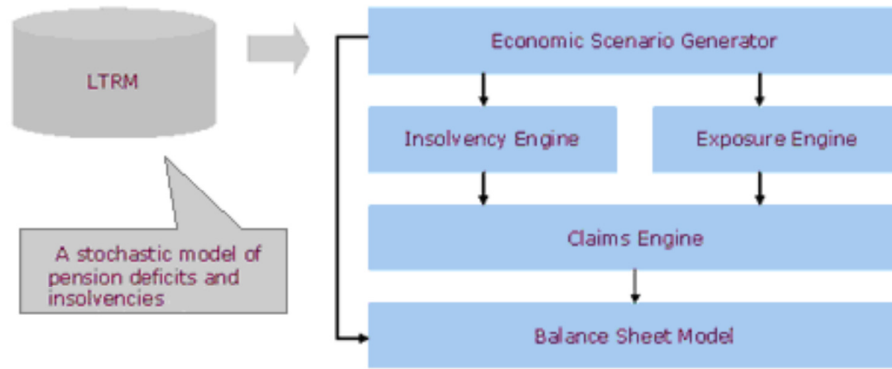 LTRM
A stochastic model of
pension deficits and
insolvencies
Economic Scenario Generator
Insolvency Engine
Exposure Engine
Claims Engine
Balance Sheet Model